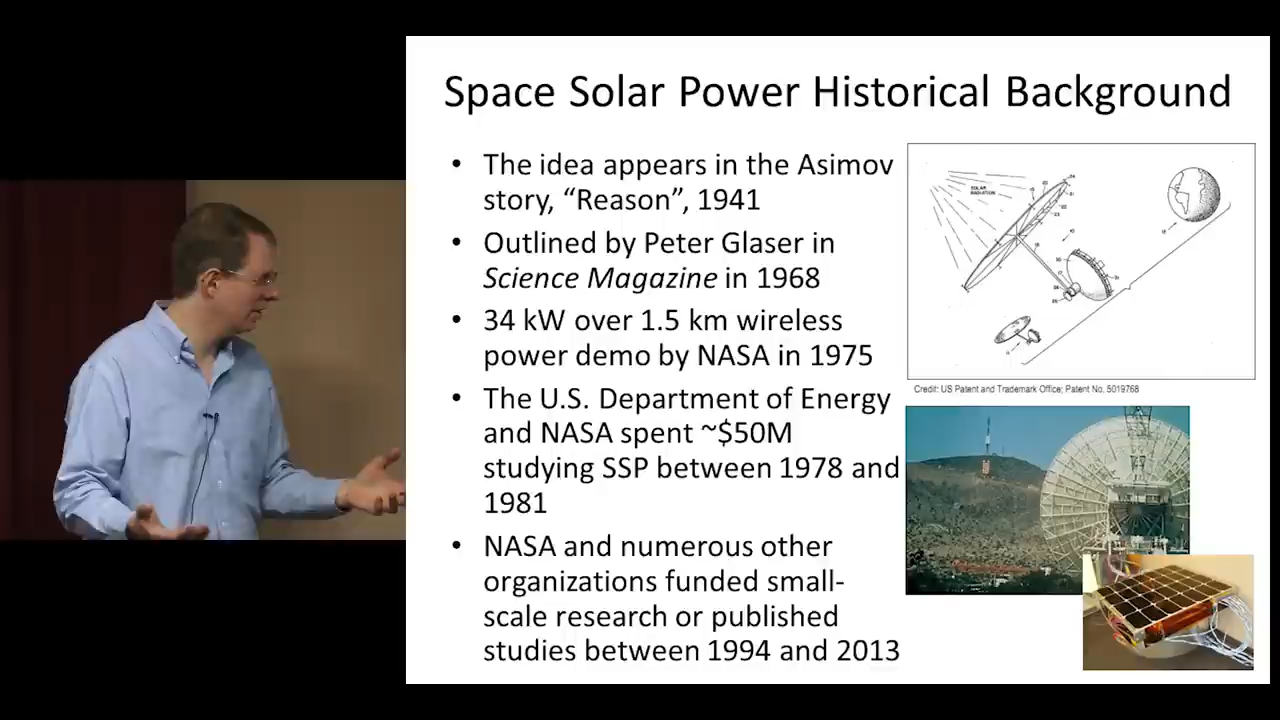 Space Solar Power Historical Background
• The idea appears in the Asimov
story, “Reason”, 1941
• Outlined by Peter Glaser in
Science Magazine in 1968
• 34 kW over 1.5 km wireless
power demo by NASA in 1975
• The U.S. Department of Energy
and NASA spent ~$50M
studying SSP between 1978 and
1981
• NASA and numerous other
organizations funded small-
scale research or published
studies between 1994 and 2013
SOLAR
RADIATION
Credit: US Patent and Trademark Office; Patent No. 5019768